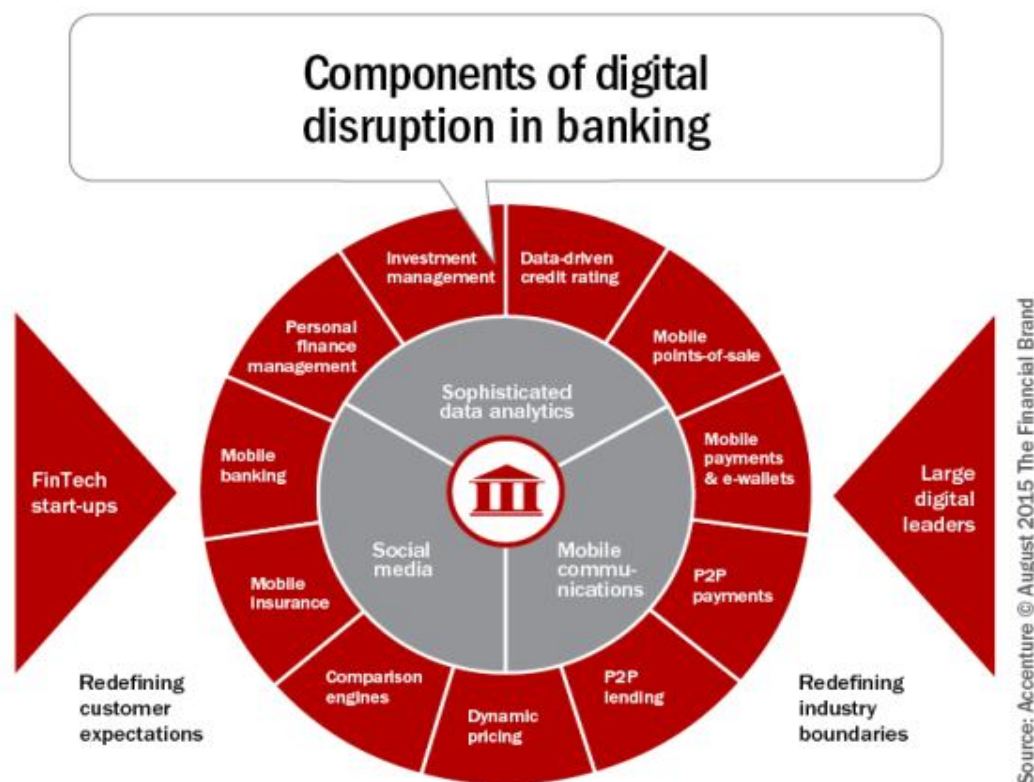 Components of digital
disruption in banking
Investment
management
Data-driven
credit rating
Personal
finance
management
Mobile
points-of-sale
Sophisticated
data analytics
Mobile
banking
Mobile
payments
& e-wallets
FinTech
start-ups
Large
digital
leaders
Social
media
Mobile
commu-
nications
Mobile
insurance
P2P
payments
Comparison
engines
Dynamic
pricing
P2P
lending
Redefining
customer
expectations
Redefining
industry
boundaries
Source: Accenture © August 2015 The Financial Brand